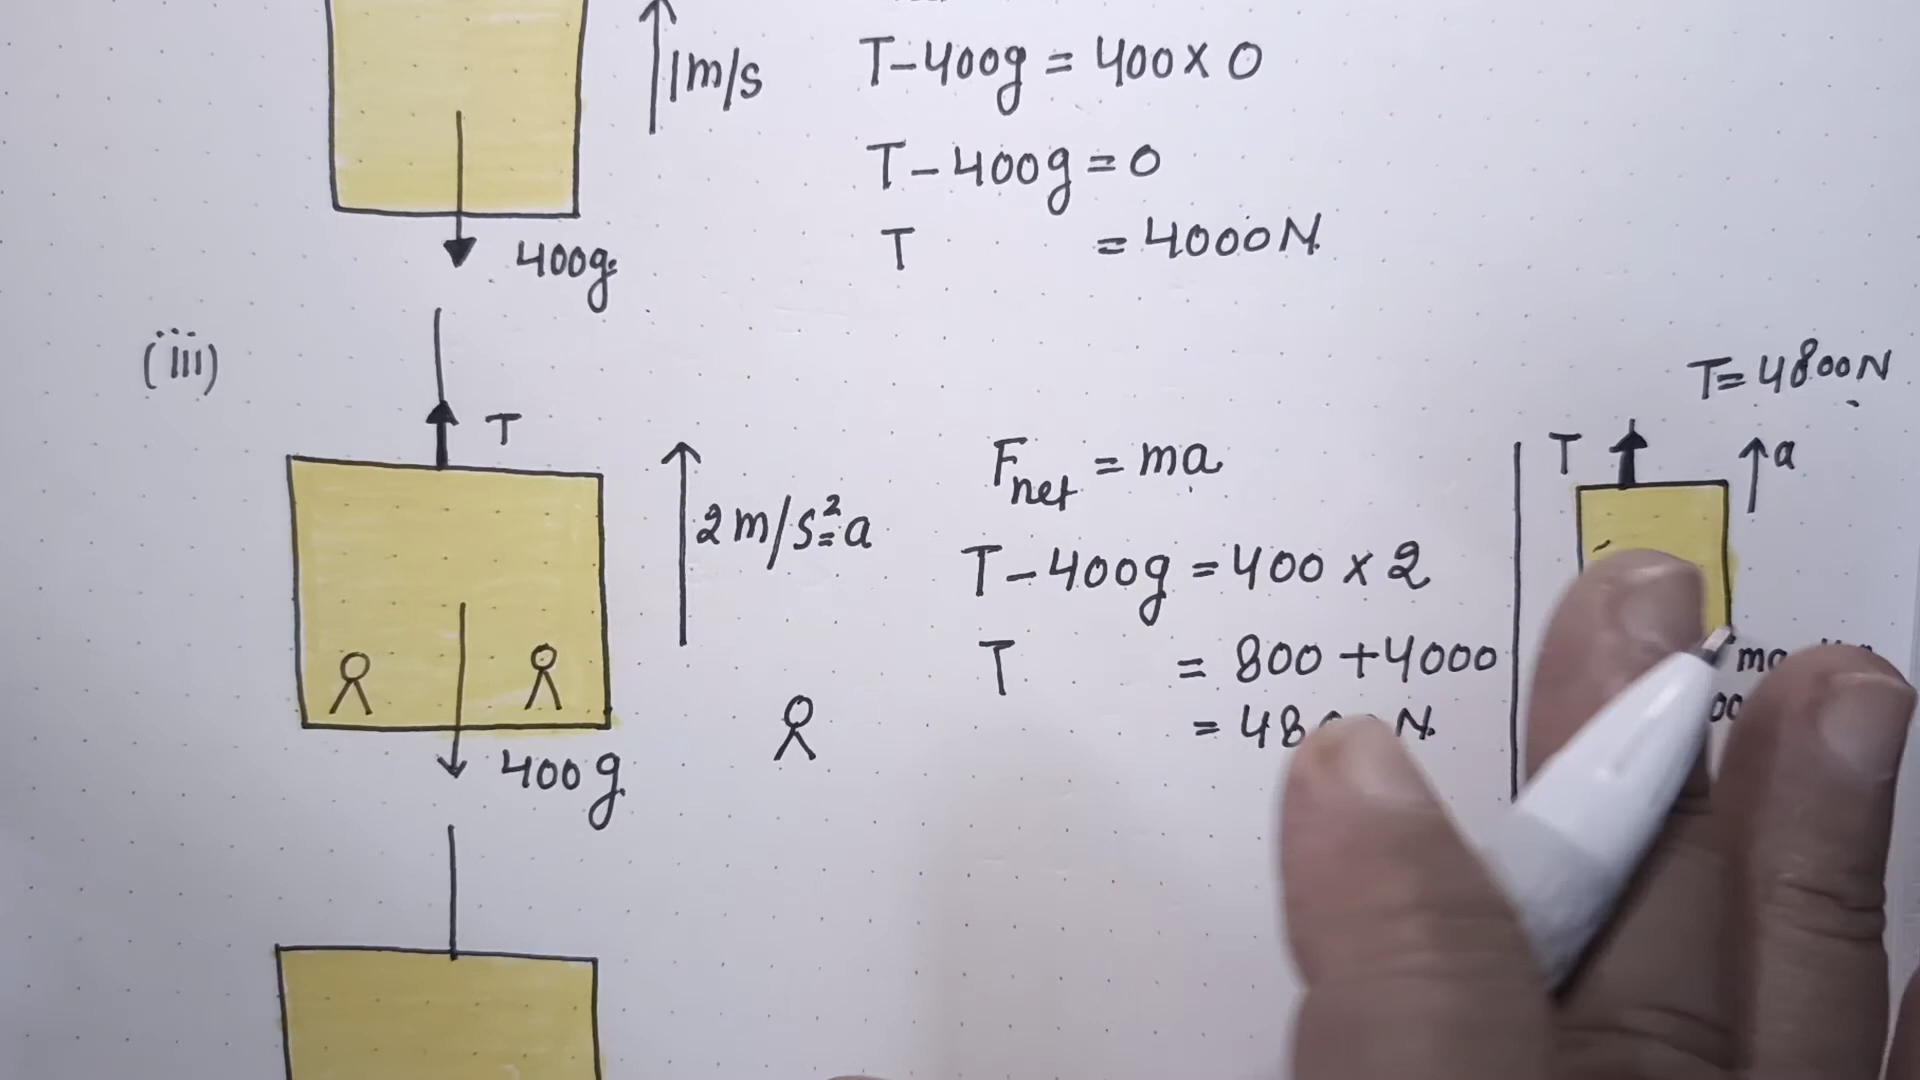 1m/s
T-400g = 400 x 0
T-400g = 0
T = 4000N
400g
(iii)
T
2m/s²=a
400g
Fnet = ma
T-400g = 400 x 2
T = 800 + 4000
T = 4800N
T
a